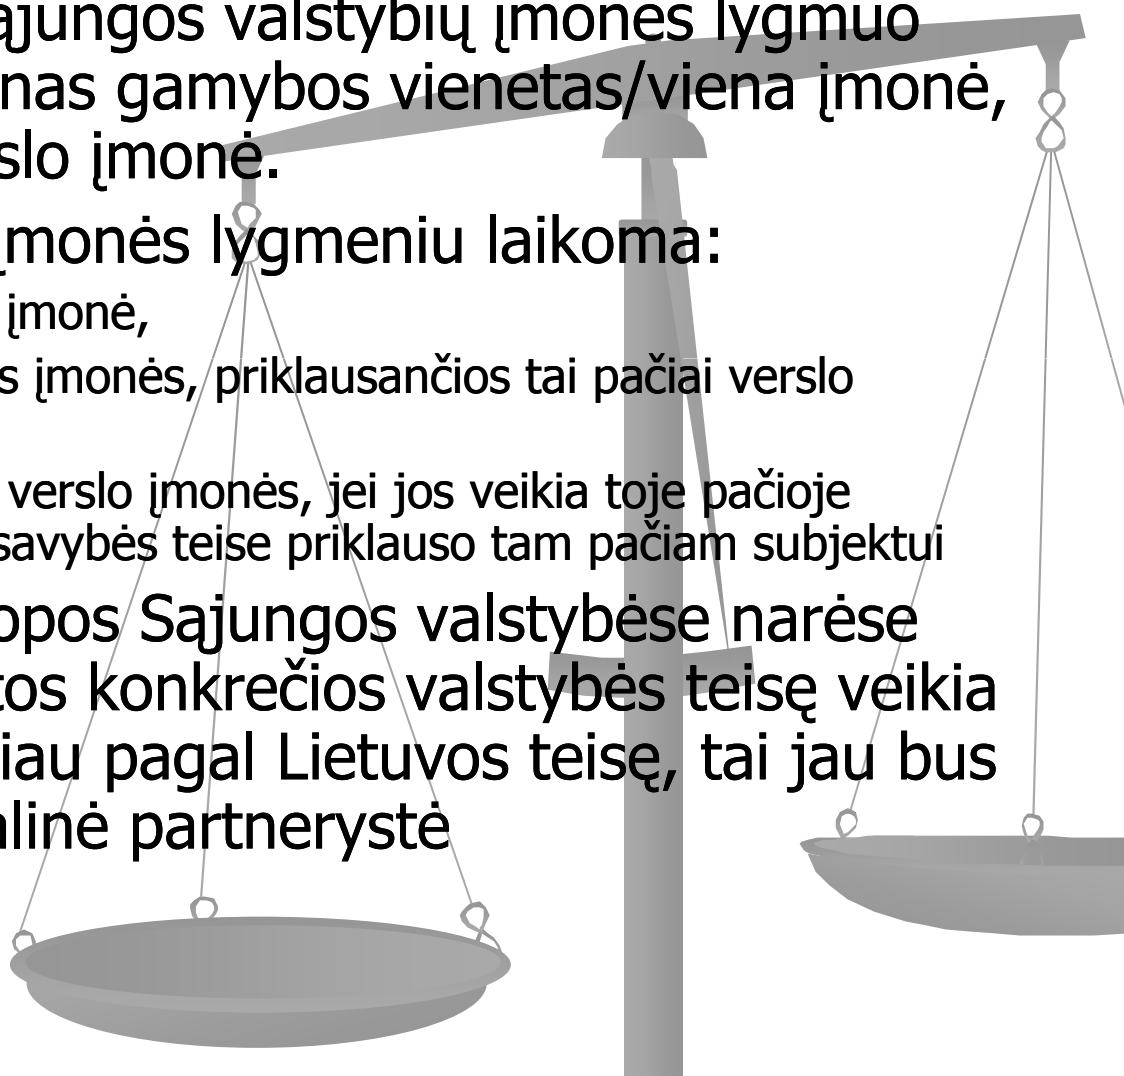 ąjungos valstybių įmonės lygmuo
nas gamybos vienetas/viena įmonė,
slo įmonė.
įmonės lygmeniu laikoma:
įmonė,
s įmonės, priklausančios tai pačiai verslo
verslo įmonės, jei jos veikia toje pačioje
savybės teise priklauso tam pačiam subjektui
opos Sąjungos valstybėse narėse
tos konkrečios valstybės teisę veikia
iau pagal Lietuvos teisę, tai jau bus
alinė partnerystė